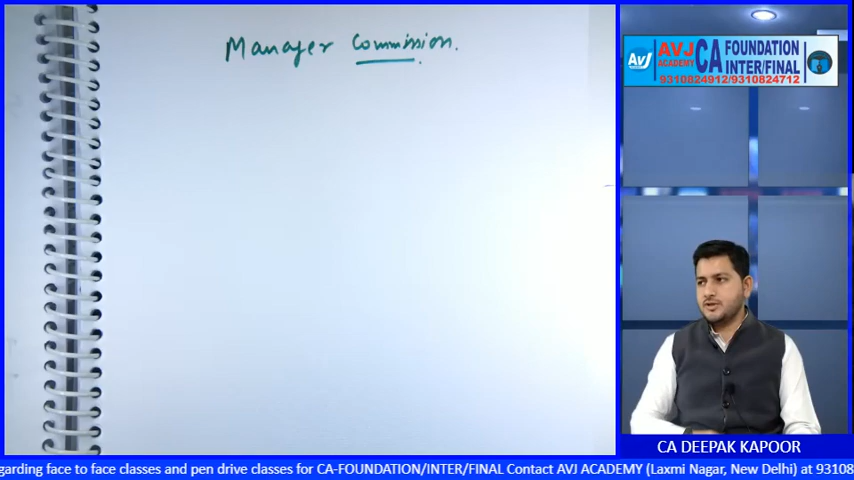 Manager Commission.
AVJ
AVJ
ACADEMY
CA
FOUNDATION
INTER/FINAL
9310824912/9310824712
CA DEEPAK KAPOOR
garding face to face classes and pen drive classes for CA-FOUNDATION/INTER/FINAL Contact AVJ ACADEMY (Laxmi Nagar, New Delhi) at 93108